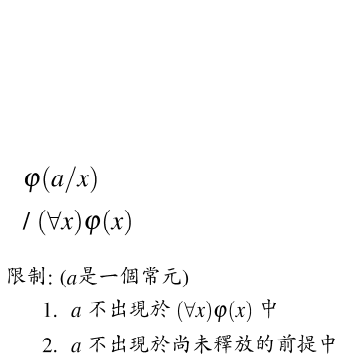 φ(a/x)
/ (∀x)φ(x)
限制: (a是一個常元)
1. a 不出現於 (∀x)φ(x) 中
2. a 不出現於尚未釋放的前提中